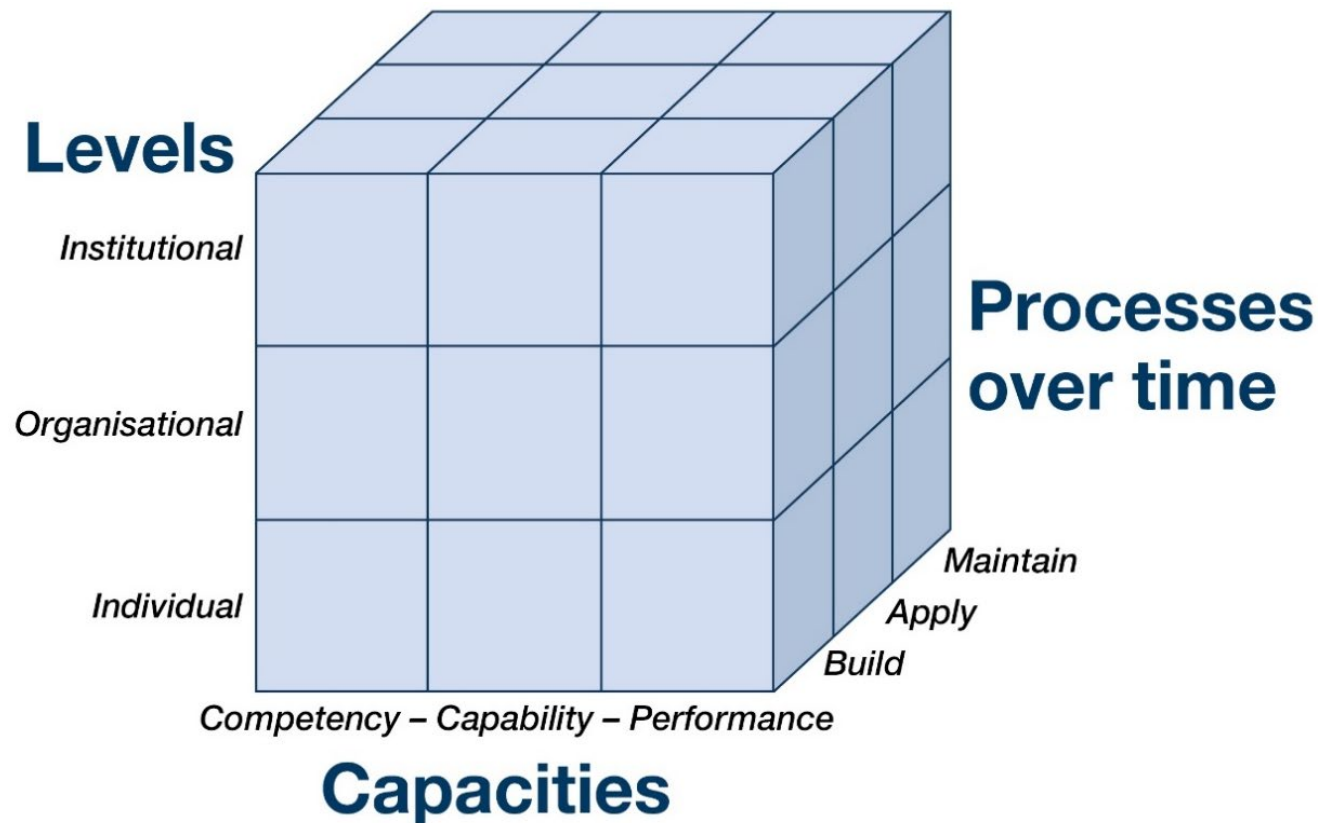 Levels
Institutional
Organisational
Individual
Processes
over time
Maintain
Apply
Build
Competency – Capability – Performance
Capacities